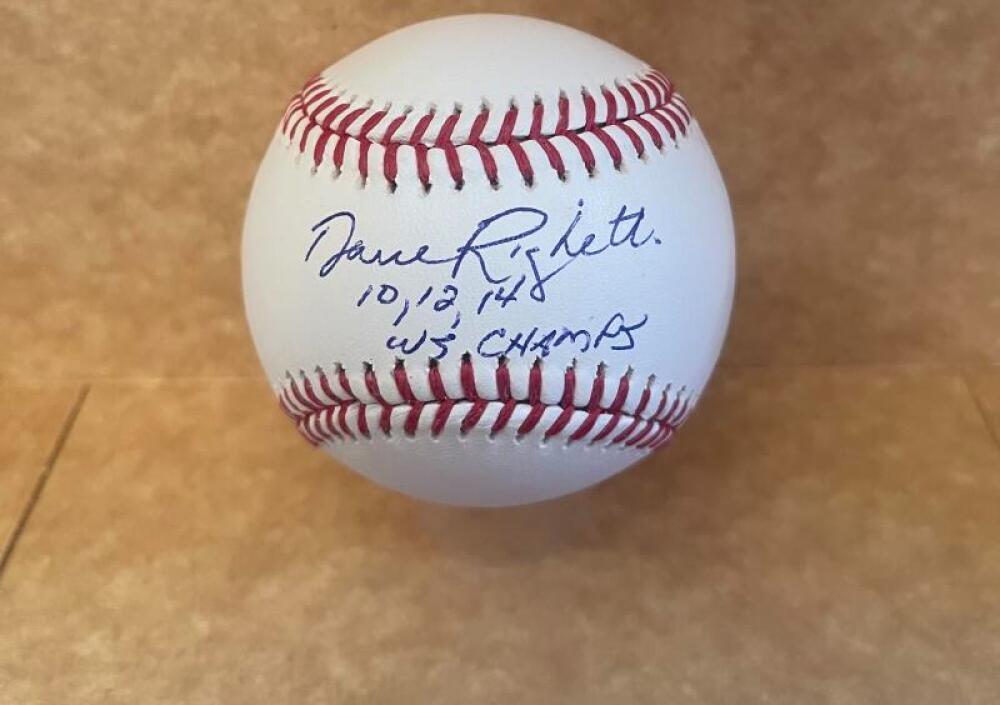 Dave Righetti
10, 12, 14
WS CHAMPS